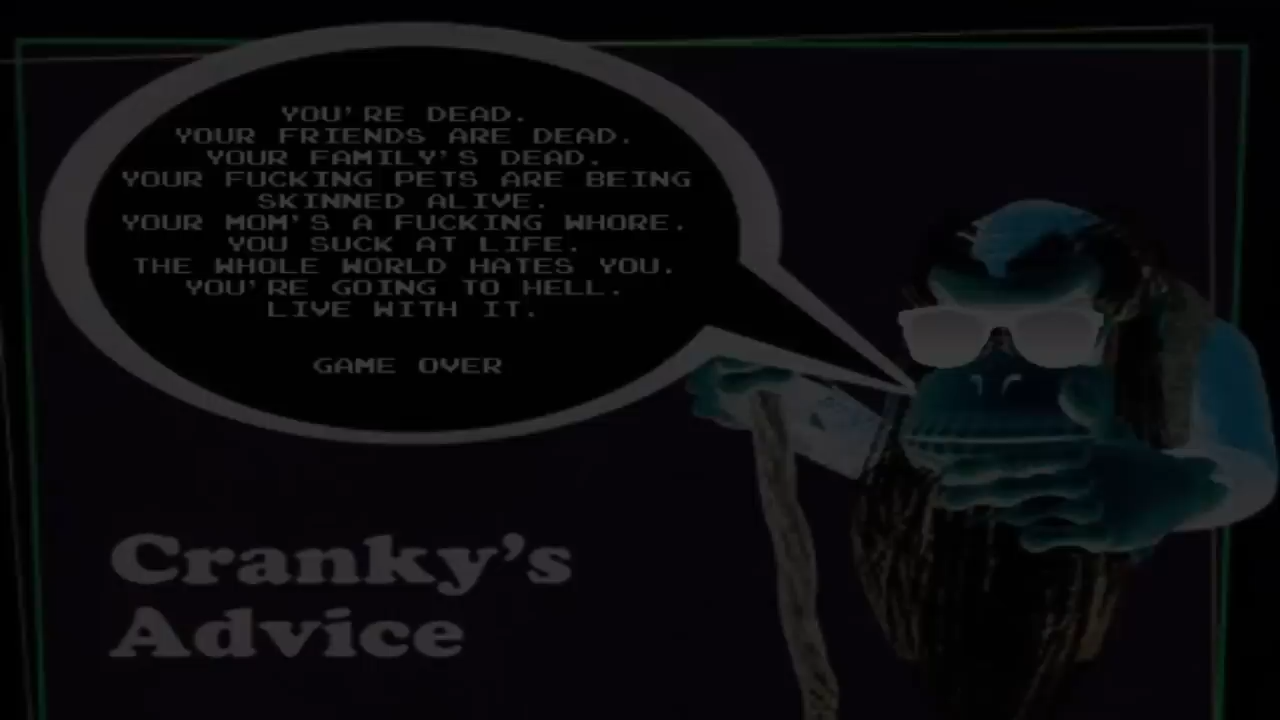 YOU'RE DEAD.
YOUR FRIENDS ARE DEAD.
YOUR FAMILY'S DEAD.
YOUR FUCKING PETS ARE BEING
SKINNED ALIVE.
YOUR MOM'S A FUCKING WHORE.
YOU SUCK AT LIFE.
THE WHOLE WORLD HATES YOU.
YOU'RE GOING TO HELL.
LIVE WITH IT.
GAME OVER
Cranky's
Advice